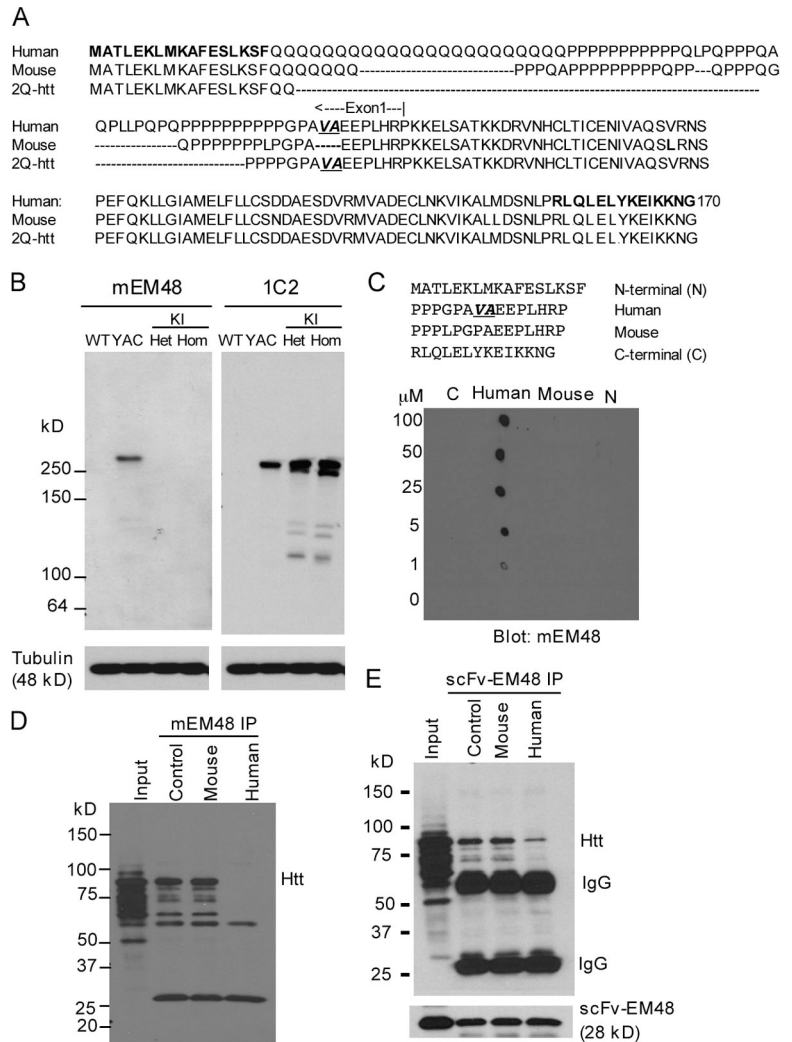 A
Human MATLEKLMKAFESLKSFQQQQQQQQQQQQQQQQQQQQQQQPPPPPPPPPPPQLPQPPPQA
Mouse MATLEKLMKAFESLKSFQQQQQQQ------------------------------PPPQAPPPPPPPPPQPP---QPPPQG
2Q-htt MATLEKLMKAFESLKSFQQ------------------------------------------------------------------------------------------
<----Exon1---|
Human QPLLPQPQPPPPPPPPPPGPAVAEEPLHRPKKELSATKKDRVNHCLTICENIVAQSVRNS
Mouse ----------------QPPPPPPPLPGPA-----EEPLHRPKKELSATKKDRVNHCLTICENIVAQSLRNS
2Q-htt -----------------------------PPPPGPAVAEEPLHRPKKELSATKKDRVNHCLTICENIVAQSVRNS
Human: PEFQKLLGIAMELFLLCSDDAESDVRMVADECLNKVIKALMDSNLPRLQLELYKEIKKNG170
Mouse PEFQKLLGIAMELFLLCSDDAESDVRMVADECLNKVIKALLDSNLPRLQLELYKEIKKNG
2Q-htt PEFQKLLGIAMELFLLCSDDAESDVRMVADECLNKVIKALMDSNLPRLQLELYKEIKKNG
B
mEM48 1C2
KI KI
WT YAC Het Hom WT YAC Het Hom
kD
250
150
100
64
Tubulin
(48 kD)
C
MATLEKLMKAFESLKSF N-terminal (N)
PPPGPAVAEEPLHRP Human
PPPLPGPAEEPLHRP Mouse
RLQLELYKEIKKNG C-terminal (C)
µM C Human Mouse N
100
50
25
5
1
0
Blot: mEM48
D
mEM48 IP
Input Control Mouse Human
kD
150
100
Htt
75
50
37
25
20
E
scFv-EM48 IP
Input Control Mouse Human
kD
150
100
Htt
75
IgG
50
37
IgG
25
scFv-EM48
(28 kD)